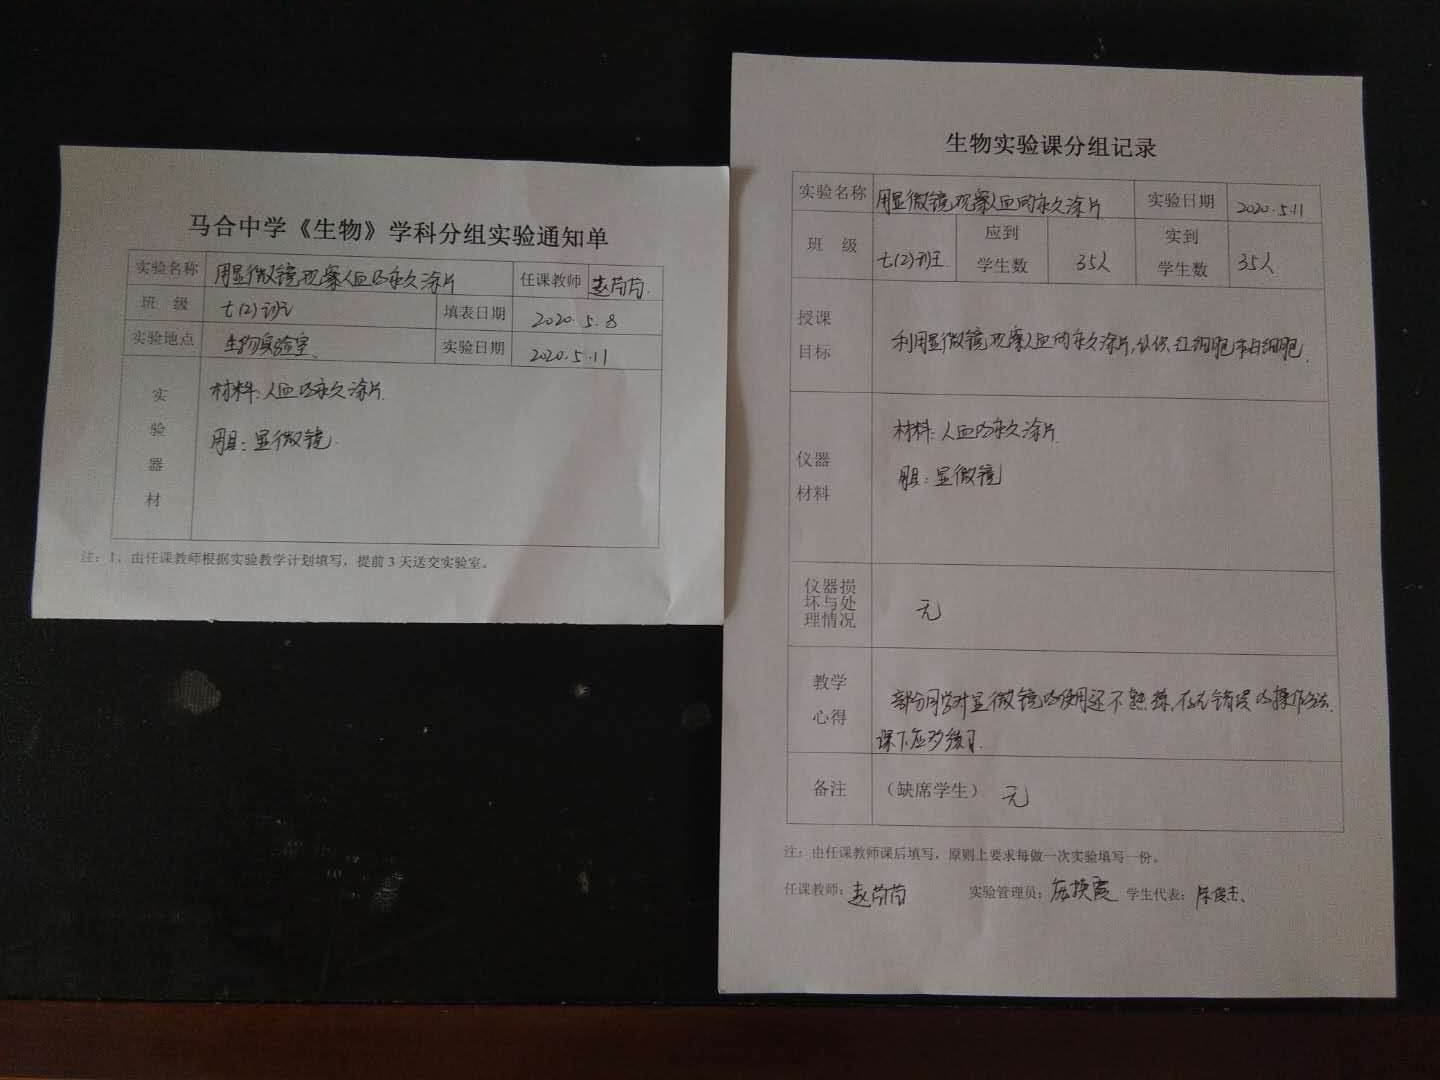 马合中学《生物》学科分组实验通知单
实验名称 用显微镜观察人血的永久涂片 任课教师 赵芮芮.
班 级 七(2)班 填表日期 2020.5.8
实验地点 生物实验室. 实验日期 2020.5.11
实验器材
材料:人血的永久涂片.
用具:显微镜.
注:1、由任课教师根据实验教学计划填写,提前3天送交实验室。
生物实验课分组记录
实验名称 用显微镜观察人血的永久涂片 实验日期 2020.5.11
班 级 七(2)班. 应到学生数 35人 实到学生数 35人
授课目标
利用显微镜观察人血的永久涂片,认识红细胞和白细胞.
仪器材料
材料:人血的永久涂片.
用具:显微镜
仪器损坏与处理情况
无
教学心得
部分同学对显微镜的使用还不熟练,存在错误的操作方法.
课下应多练习.
备注 (缺席学生) 无
注:由任课教师课后填写,原则上要求每做一次实验填写一份。
任课教师:赵芮芮 实验管理员: 学生代表: